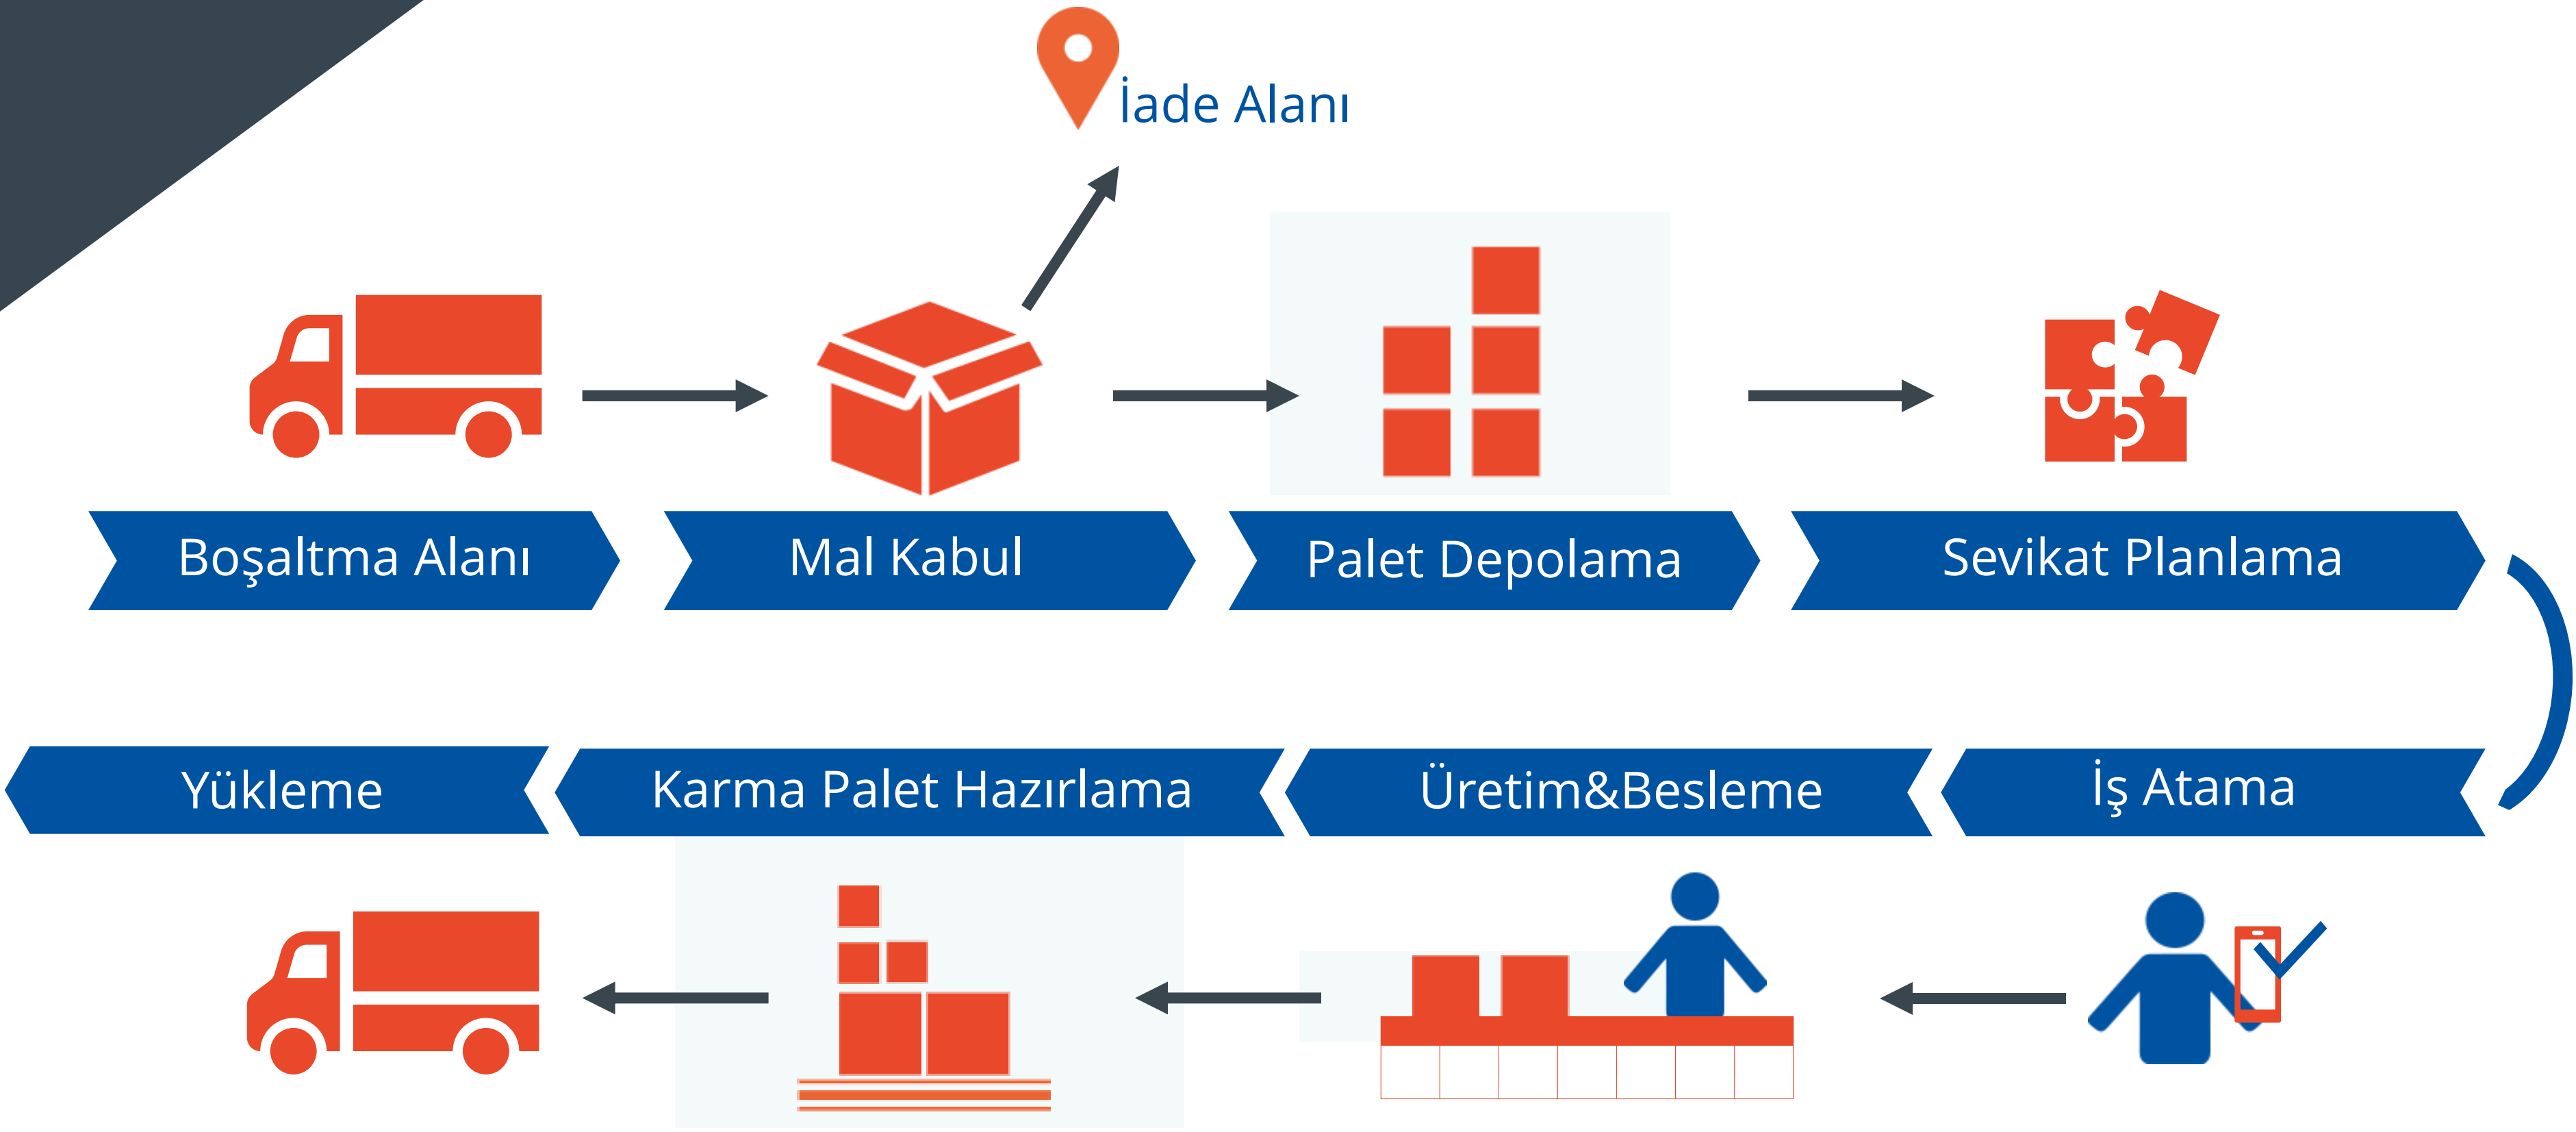 İade Alanı
Boşaltma Alanı
Mal Kabul
Palet Depolama
Sevikat Planlama
İş Atama
Üretim&Besleme
Karma Palet Hazırlama
Yükleme